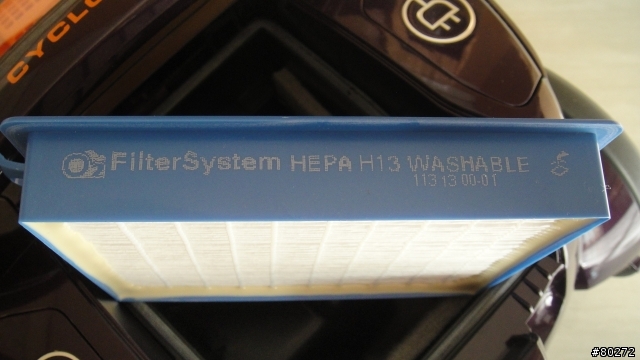 CYCLO
FilterSystem HEPA H13 WASHABLE
113 13 00-01
#80272